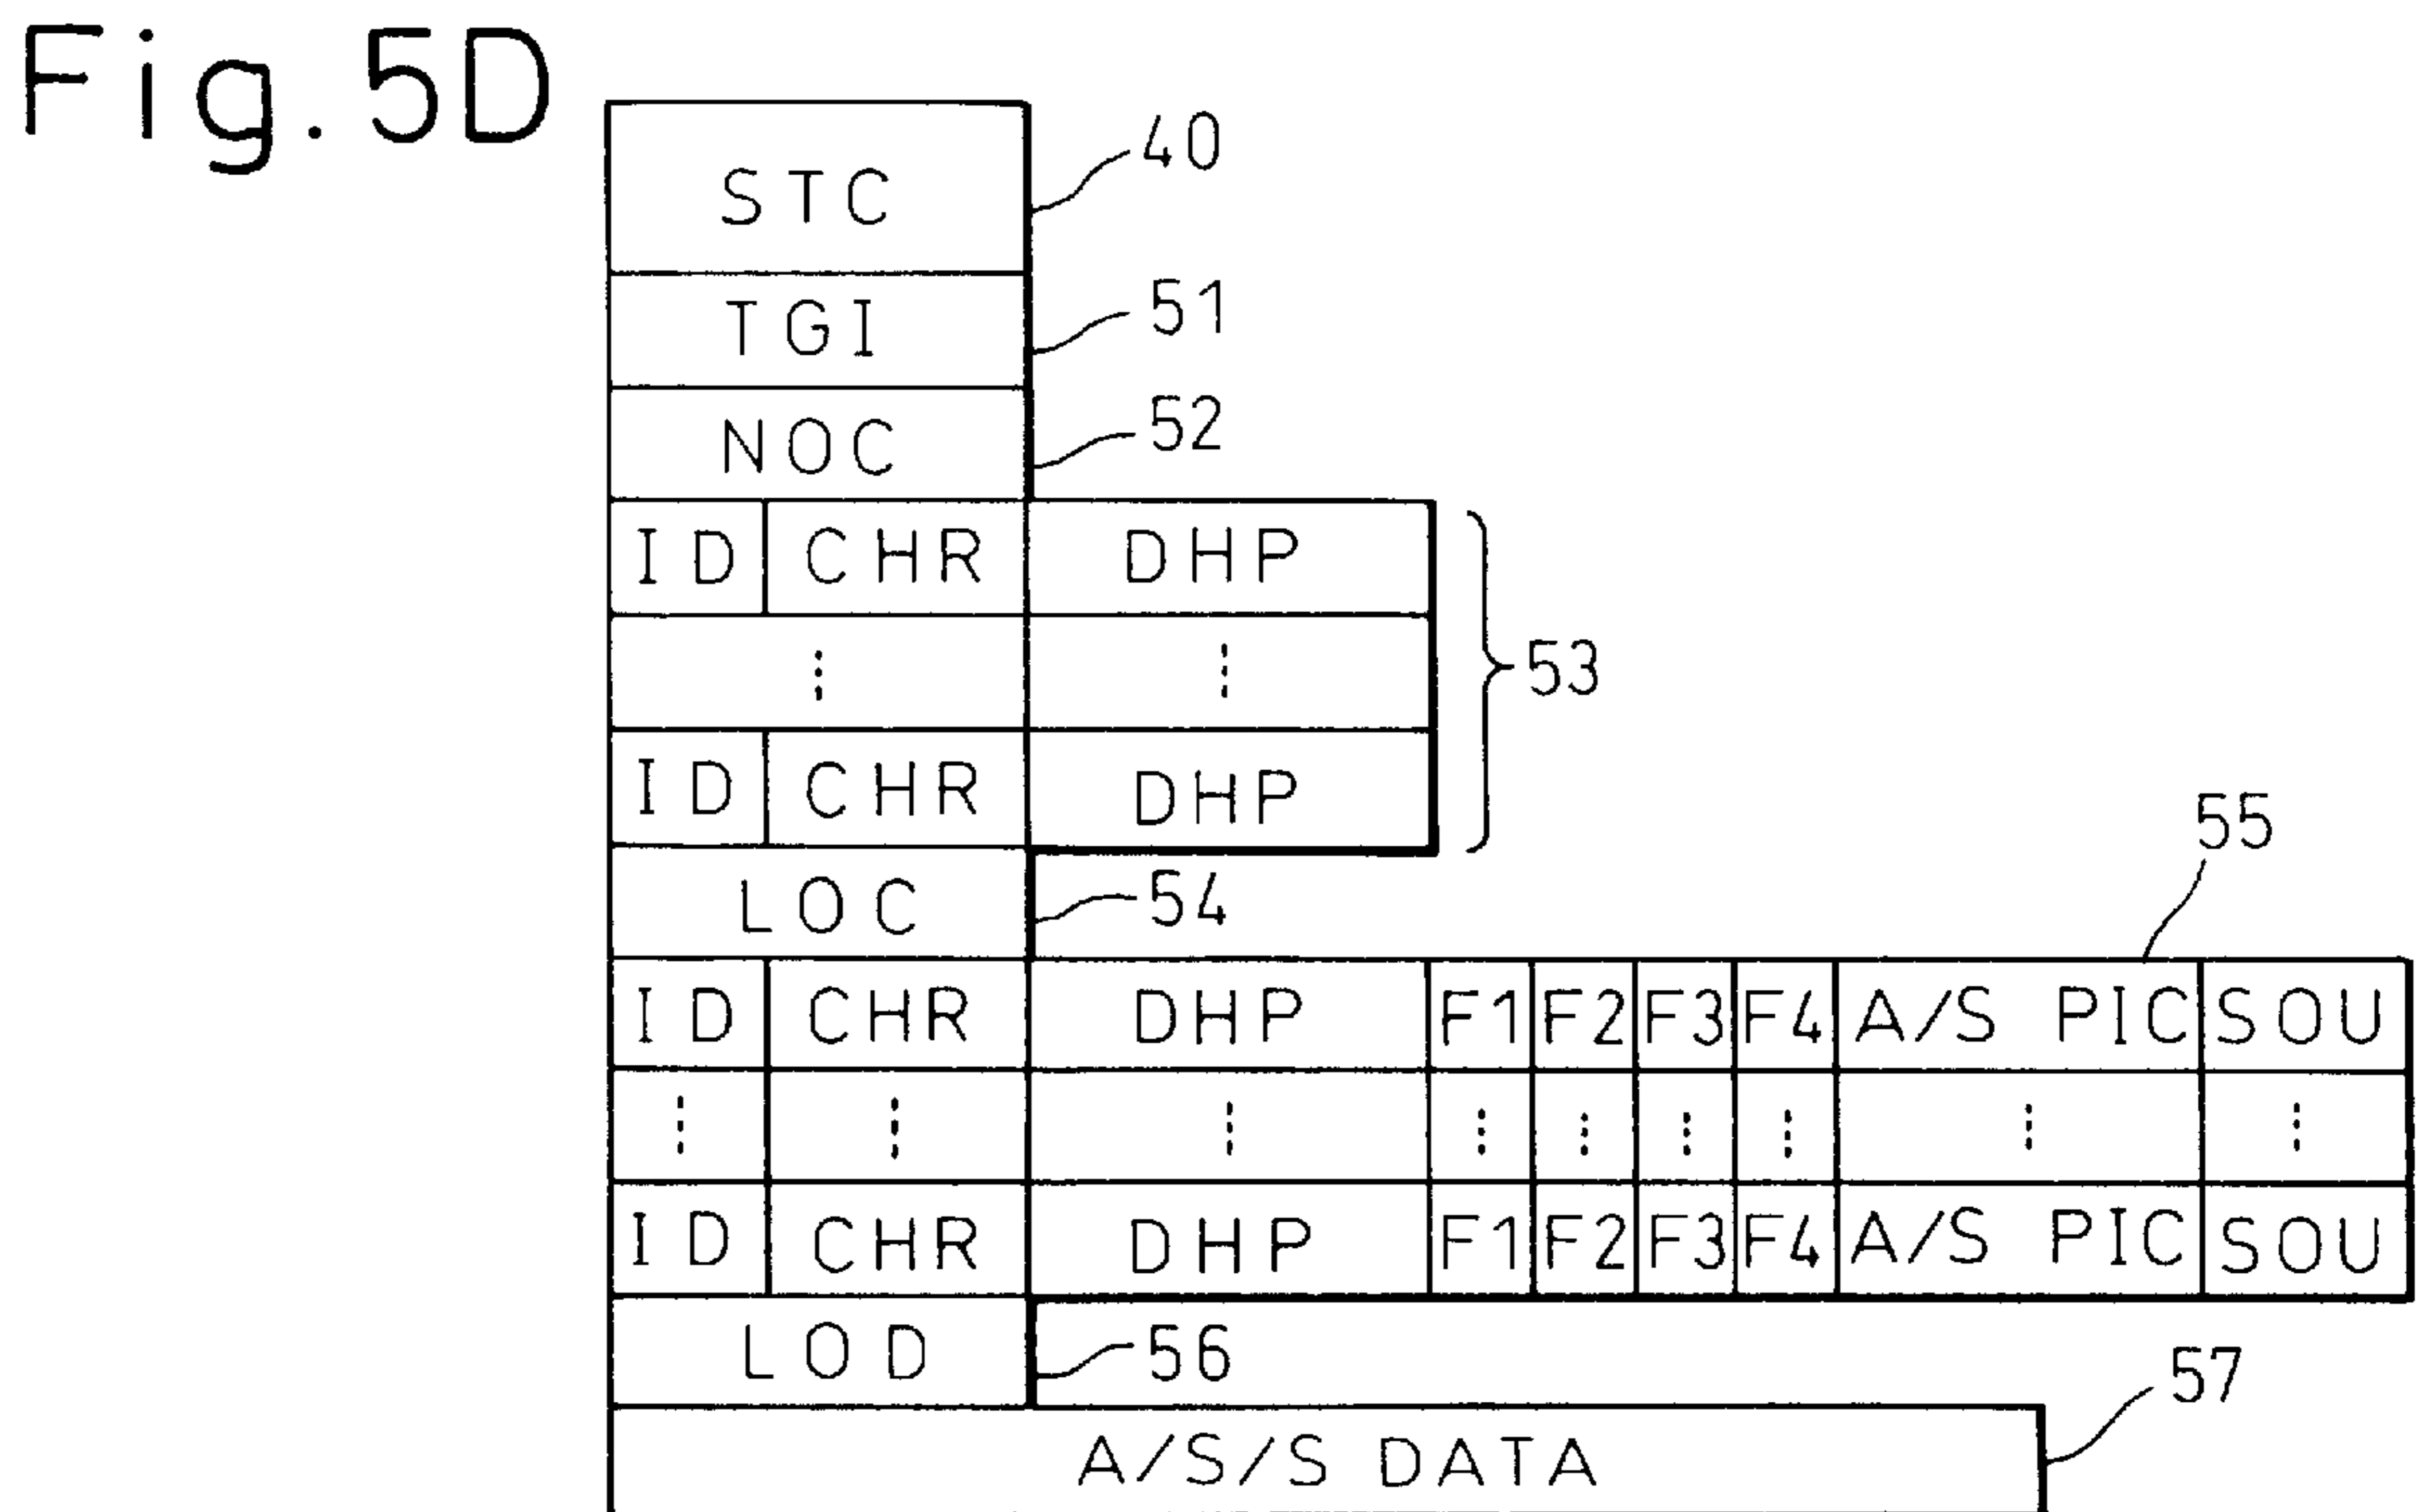 Fig. 5D
STC 40
TGI 51
NOC 52
ID CHR DHP
53
ID CHR DHP
LOC 54
55
ID CHR DHP F1 F2 F3 F4 A/S PIC SOU
ID CHR DHP F1 F2 F3 F4 A/S PIC SOU
LOD 56
57
A/S/S DATA